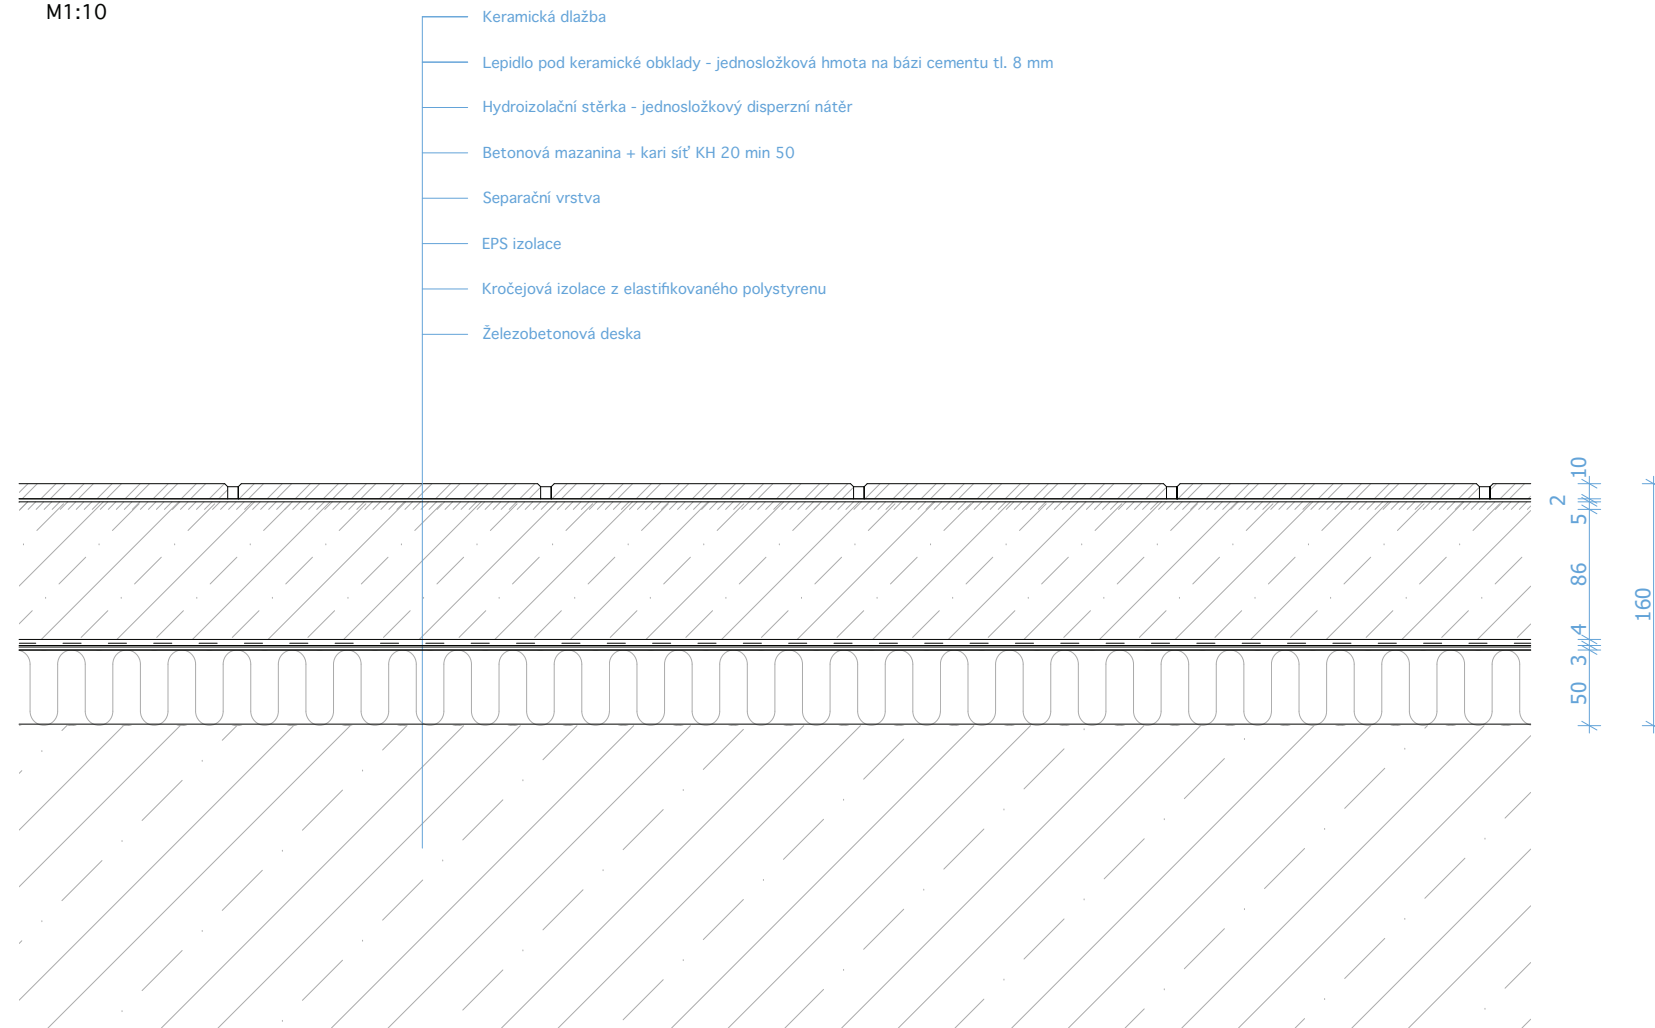 M1:10
Keramická dlažba
Lepidlo pod keramické obklady - jednosložková hmota na bázi cementu tl. 8 mm
Hydroizolační stěrka - jednosložkový disperzní nátěr
Betonová mazanina + kari síť KH 20 min 50
Separační vrstva
EPS izolace
Kročejová izolace z elastifikovaného polystyrenu
Železobetonová deska
10
2
5
86
4
3
50
160